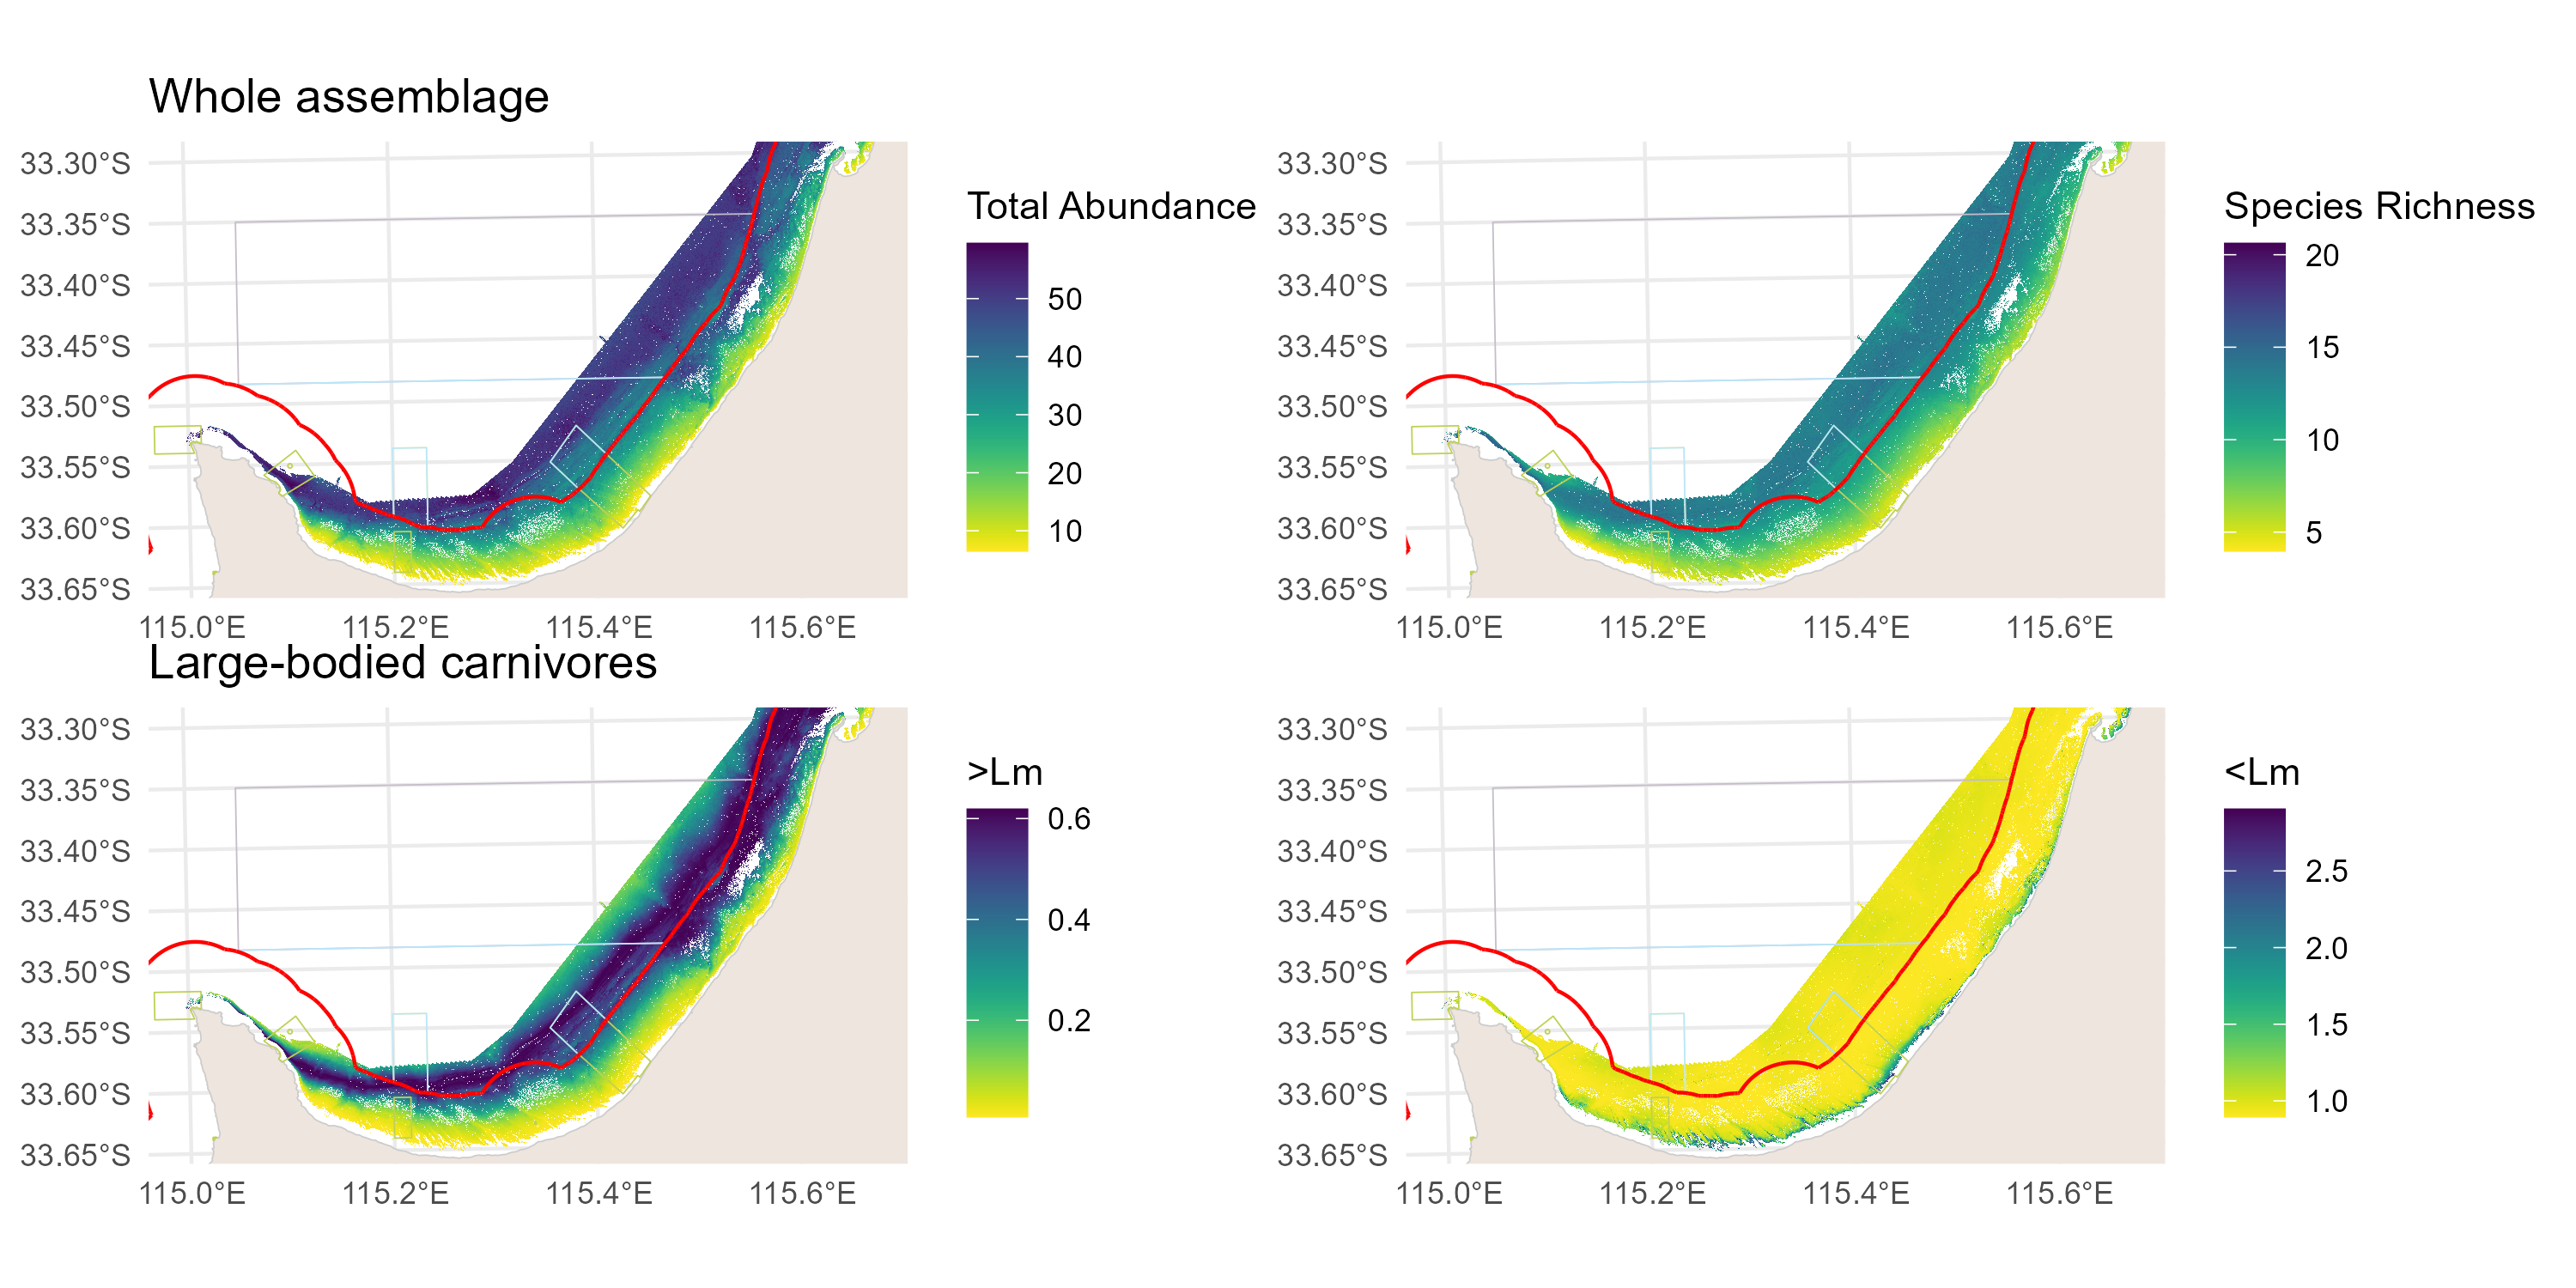 Whole assemblage
33.30°S
33.35°S
33.40°S
33.45°S
33.50°S
33.55°S
33.60°S
33.65°S
115.0°E 115.2°E 115.4°E 115.6°E
Total Abundance
50
40
30
20
10
33.30°S
33.35°S
33.40°S
33.45°S
33.50°S
33.55°S
33.60°S
33.65°S
115.0°E 115.2°E 115.4°E 115.6°E
Species Richness
20
15
10
5
Large-bodied carnivores
33.30°S
33.35°S
33.40°S
33.45°S
33.50°S
33.55°S
33.60°S
33.65°S
115.0°E 115.2°E 115.4°E 115.6°E
>Lm
0.6
0.4
0.2
33.30°S
33.35°S
33.40°S
33.45°S
33.50°S
33.55°S
33.60°S
33.65°S
115.0°E 115.2°E 115.4°E 115.6°E
<Lm
2.5
2.0
1.5
1.0